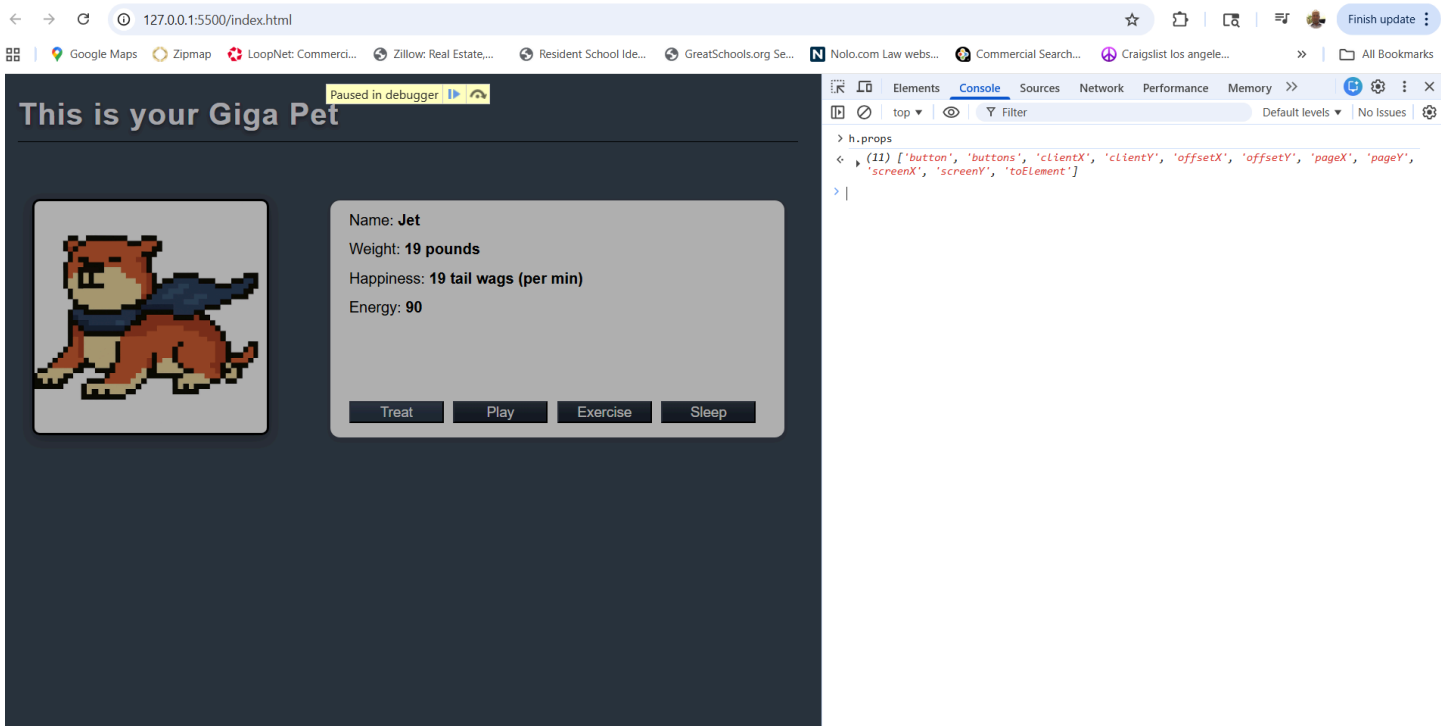 127.0.0.1:5500/index.html
Finish update
Google Maps
Zipmap
LoopNet: Commerci...
Zillow: Real Estate,...
Resident School Ide...
GreatSchools.org Se...
Nolo.com Law webs...
Commercial Search...
Craigslist los angele...
»
All Bookmarks
Paused in debugger
This is your Giga Pet
Name: Jet
Weight: 19 pounds
Happiness: 19 tail wags (per min)
Energy: 90
Treat
Play
Exercise
Sleep
Elements
Console
Sources
Network
Performance
Memory
top
Filter
Default levels
No Issues
h.props
(11) ['button', 'buttons', 'clientX', 'clientY', 'offsetX', 'offsetY', 'pageX', 'pageY',
'screenX', 'screenY', 'toElement']